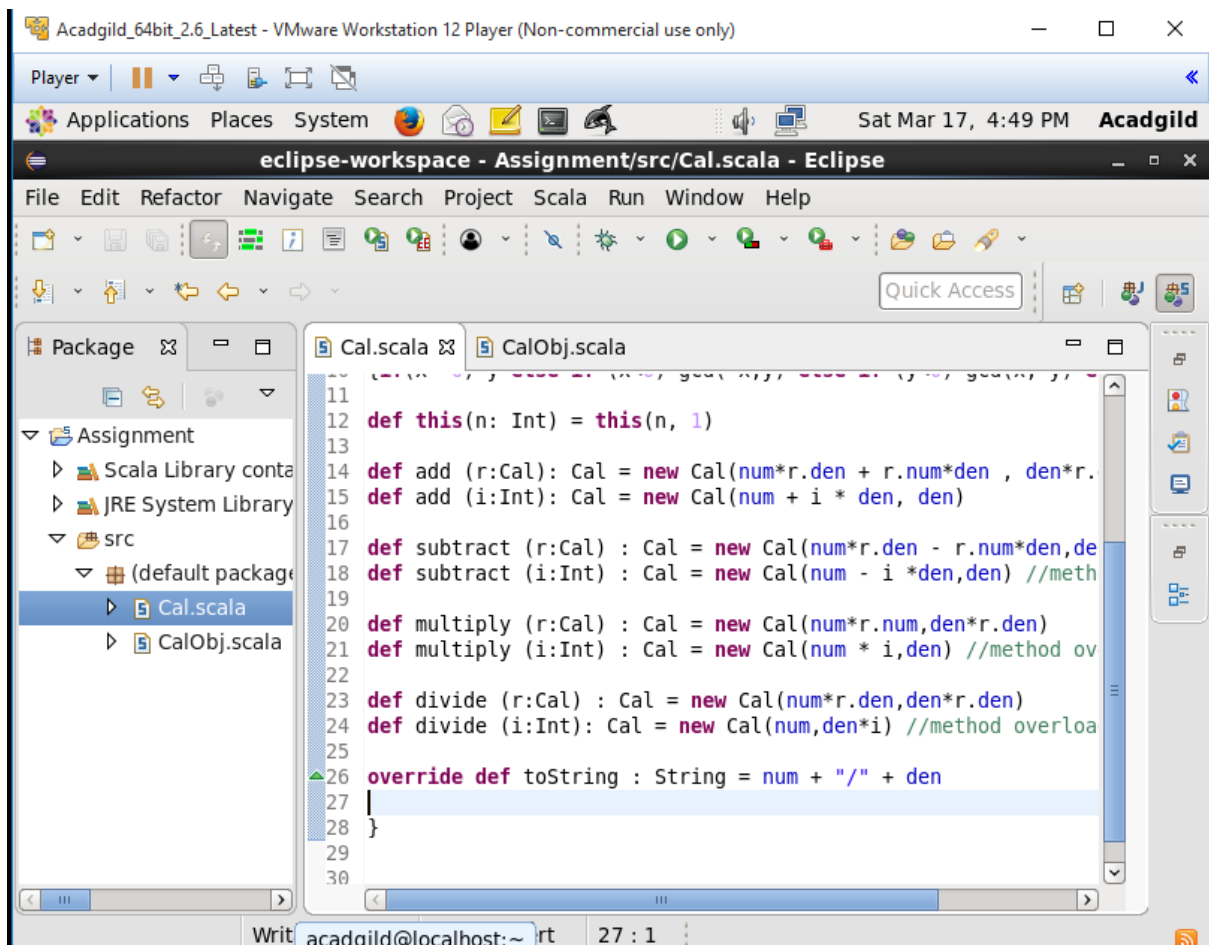 Acadgild_64bit_2.6_Latest - VMware Workstation 12 Player (Non-commercial use only)
Player
Applications Places System Sat Mar 17, 4:49 PM Acadgild
eclipse-workspace - Assignment/src/Cal.scala - Eclipse
File Edit Refactor Navigate Search Project Scala Run Window Help
Quick Access
Package
Cal.scala CalObj.scala
Assignment
Scala Library conta
JRE System Library
src
(default package
Cal.scala
CalObj.scala
11
12 def this(n: Int) = this(n, 1)
13
14 def add (r:Cal): Cal = new Cal(num*r.den + r.num*den , den*r.
15 def add (i:Int): Cal = new Cal(num + i * den, den)
16
17 def subtract (r:Cal) : Cal = new Cal(num*r.den - r.num*den,de
18 def subtract (i:Int) : Cal = new Cal(num - i *den,den) //meth
19
20 def multiply (r:Cal) : Cal = new Cal(num*r.num,den*r.den)
21 def multiply (i:Int) : Cal = new Cal(num * i,den) //method ov
22
23 def divide (r:Cal) : Cal = new Cal(num*r.den,den*r.den)
24 def divide (i:Int): Cal = new Cal(num,den*i) //method overloa
25
26 override def toString : String = num + "/" + den
27
28 }
29
30
Writ acadgild@localhost:~ rt 27 : 1